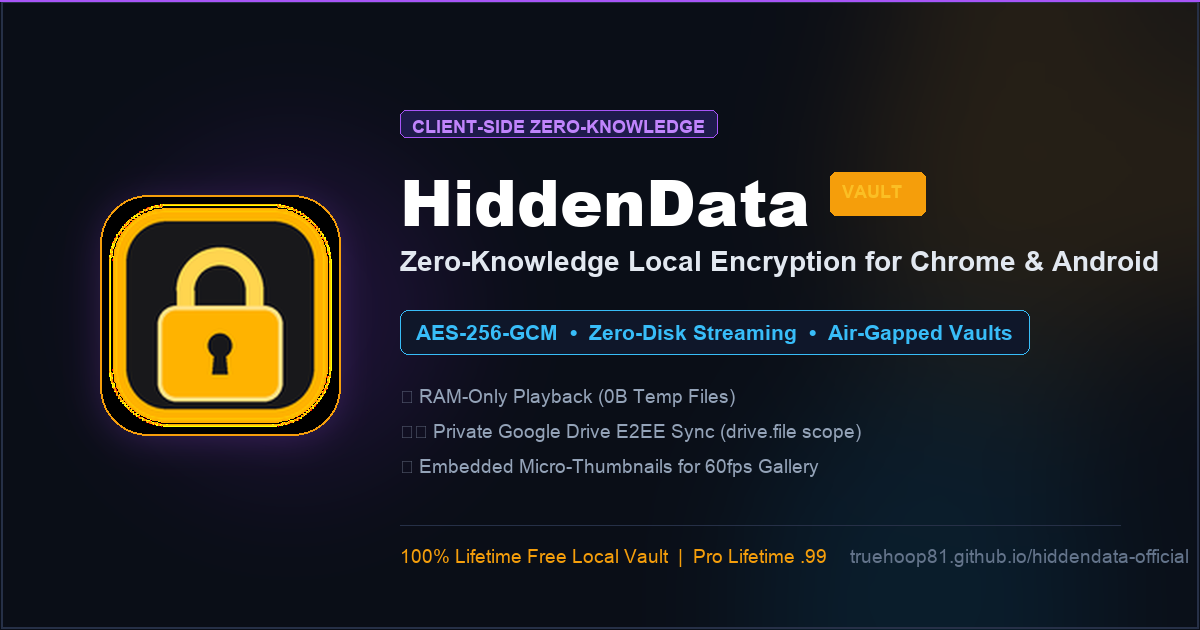 CLIENT-SIDE ZERO-KNOWLEDGE
HiddenData VAULT
Zero-Knowledge Local Encryption for Chrome & Android
AES-256-GCM • Zero-Disk Streaming • Air-Gapped Vaults
□ RAM-Only Playback (0B Temp Files)
□□ Private Google Drive E2EE Sync (drive.file scope)
□ Embedded Micro-Thumbnails for 60fps Gallery
100% Lifetime Free Local Vault | Pro Lifetime .99 truehoop81.github.io/hiddendata-official